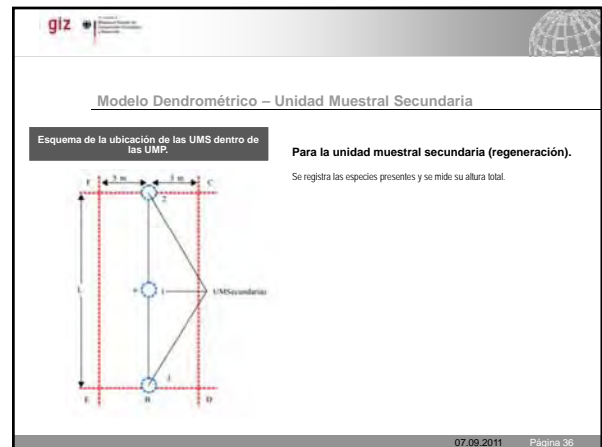 giz
Modelo Dendrométrico – Unidad Muestral Secundaria
Esquema de la ubicación de las UMS dentro de
las UMP.
Para la unidad muestral secundaria (regeneración).
Se registra las especies presentes y se mide su altura total.
F
5 m
5 m
C
2
L
1
UMSecundarias
3
E
B
D
07.09.2011
Página 36